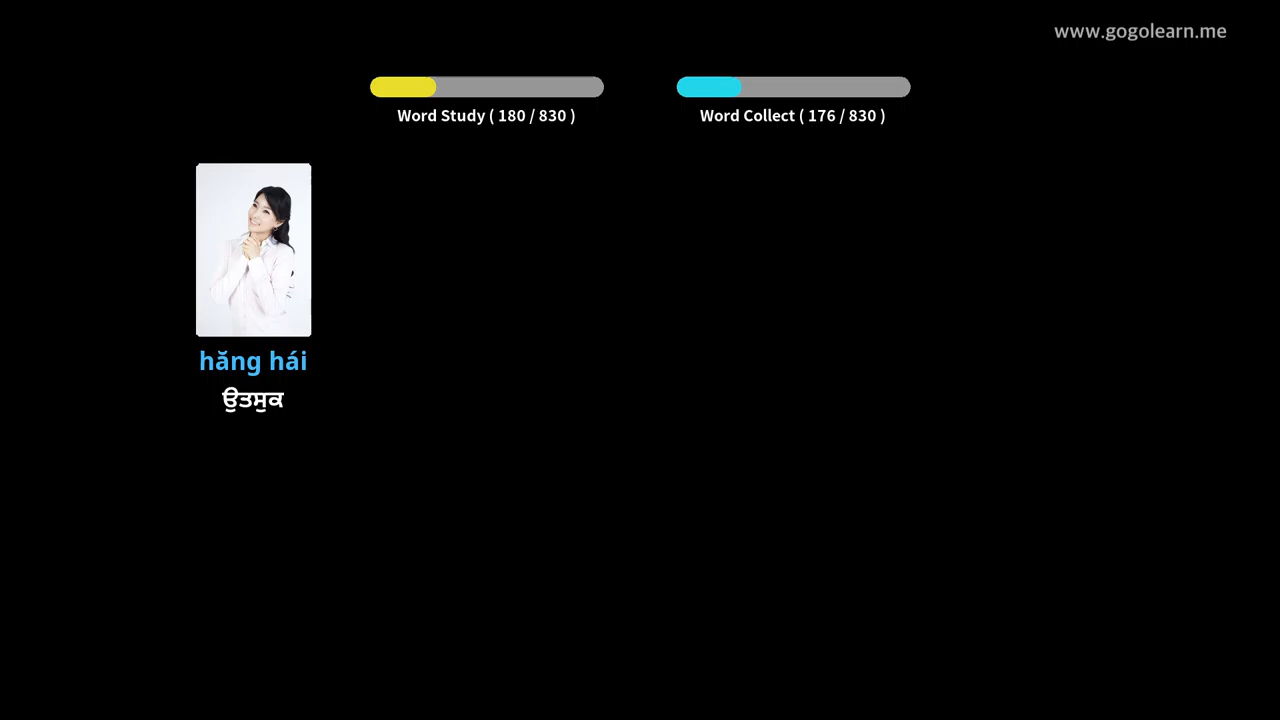 www.gogolearn.me
Word Study ( 180 / 830 )
Word Collect ( 176 / 830 )
hăng hái
ਉਤਸੁਕ